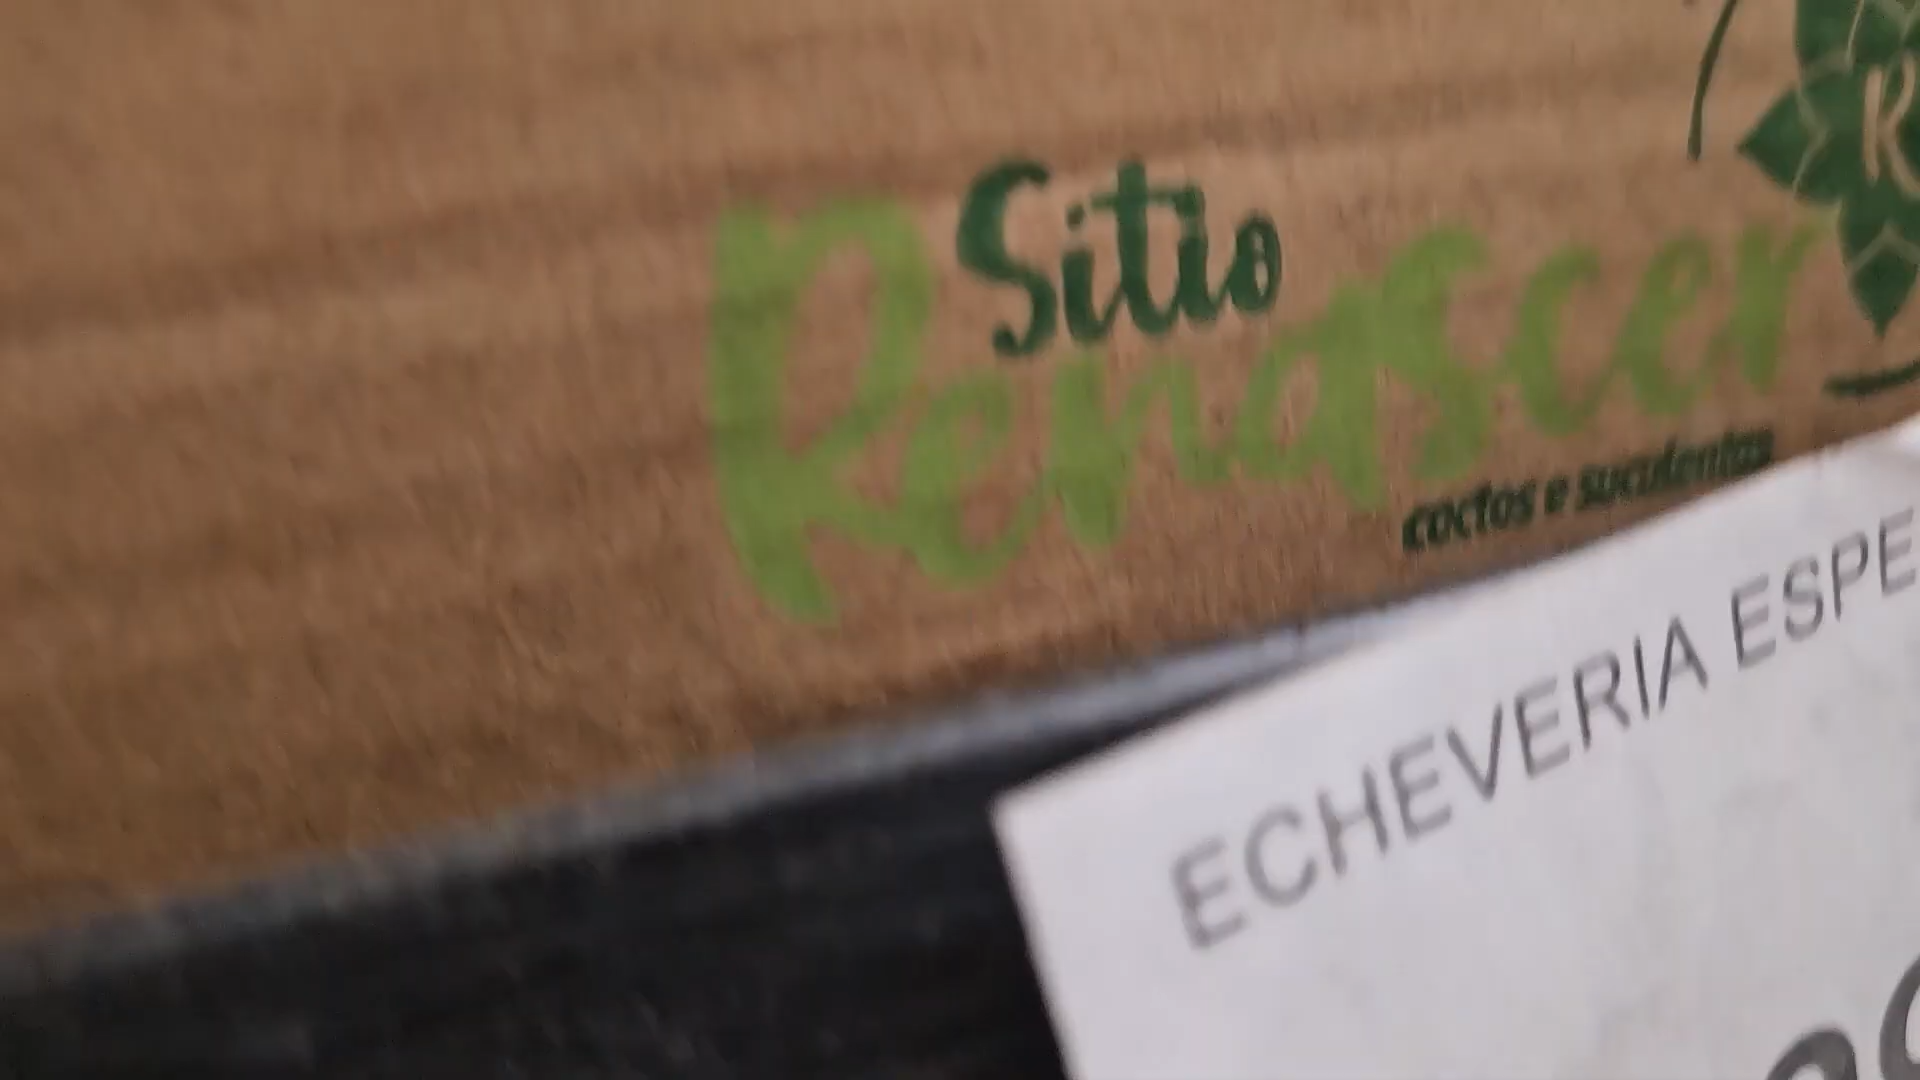 Sitio
Renascer
cactos e suculentas
R
ECHEVERIA ESPE